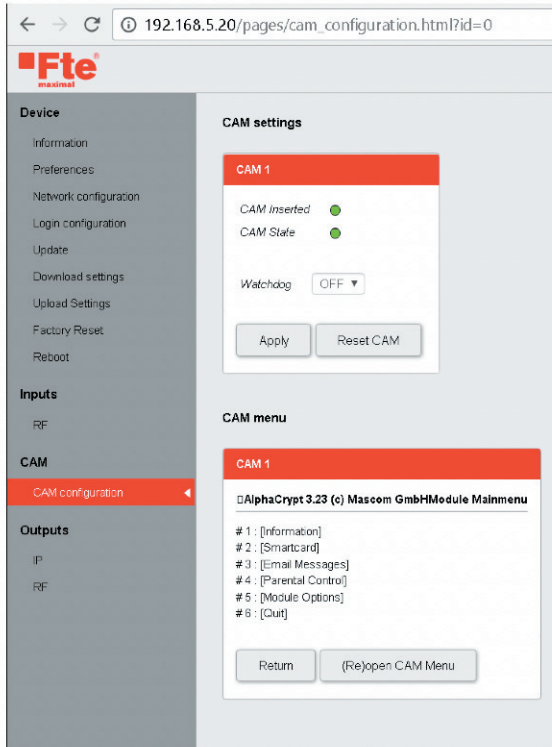 192.168.5.20/pages/cam_configuration.html?id=0
Fte
maximal
Device
Information
Preferences
Network configuration
Login configuration
Update
Download settings
Upload Settings
Factory Reset
Reboot
Inputs
RF
CAM
CAM configuration
Outputs
IP
RF
CAM settings
CAM 1
CAM Inserted
CAM State
Watchdog OFF
Apply Reset CAM
CAM menu
CAM 1
▯AlphaCrypt 3.23 (c) Mascom GmbHModule Mainmenu
# 1 : [Information]
# 2 : [Smartcard]
# 3 : [Email Messages]
# 4 : [Parental Control]
# 5 : [Module Options]
# 6 : [Quit]
Return (Re)open CAM Menu